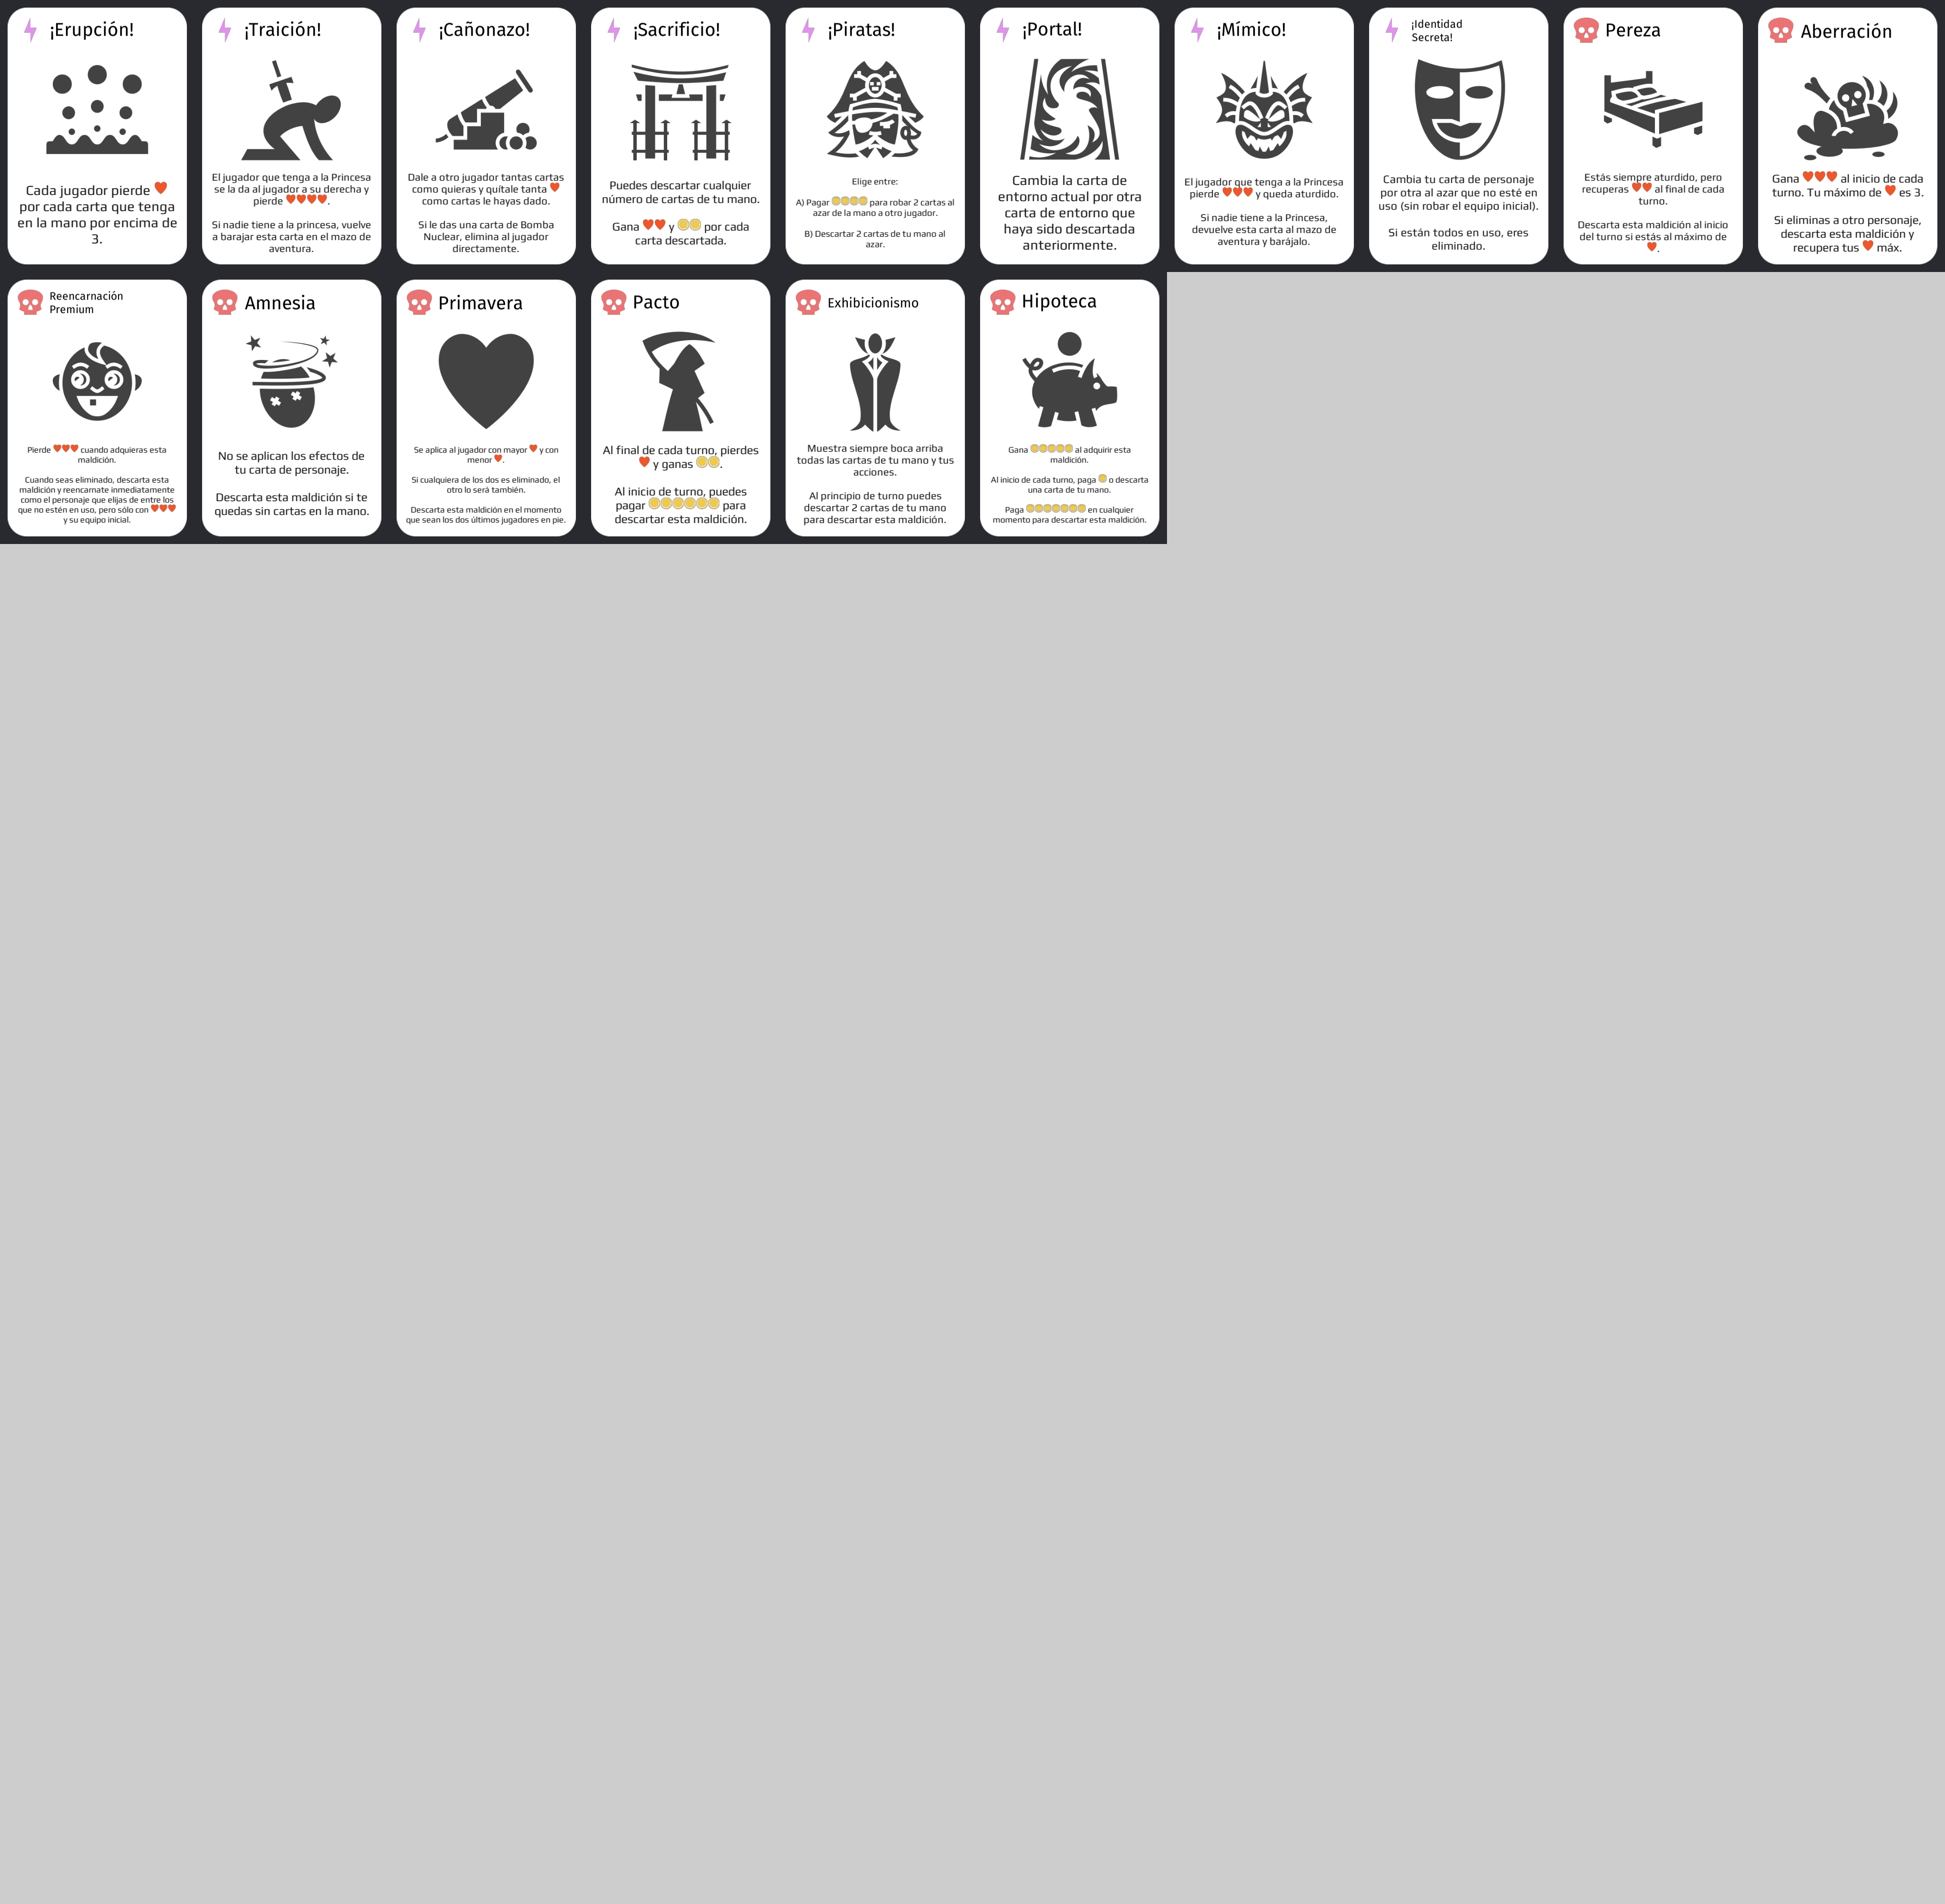 ¡Erupción!
Cada jugador pierde
por cada carta que tenga
en la mano por encima de
3.
¡Traición!
El jugador que tenga a la Princesa
se la da al jugador a su derecha y
pierde .
Si nadie tiene a la princesa, vuelve
a barajar esta carta en el mazo de
aventura.
¡Cañonazo!
Dale a otro jugador tantas cartas
como quieras y quítale tanta
como cartas le hayas dado.
Si le das una carta de Bomba
Nuclear, elimina al jugador
directamente.
¡Sacrificio!
Puedes descartar cualquier
número de cartas de tu mano.
Gana y por cada
carta descartada.
¡Piratas!
Elige entre:
A) Pagar para robar 2 cartas al
azar de la mano a otro jugador.
B) Descartar 2 cartas de tu mano al
azar.
¡Portal!
Cambia la carta de
entorno actual por otra
carta de entorno que
haya sido descartada
anteriormente.
¡Mímico!
El jugador que tenga a la Princesa
pierde y queda aturdido.
Si nadie tiene a la Princesa,
devuelve esta carta al mazo de
aventura y barájalo.
¡Identidad
Secreta!
Cambia tu carta de personaje
por otra al azar que no esté en
uso (sin robar el equipo inicial).
Si están todos en uso, eres
eliminado.
Pereza
Estás siempre aturdido, pero
recuperas al final de cada
turno.
Descarta esta maldición al inicio
del turno si estás al máximo de
.
Aberración
Gana al inicio de cada
turno. Tu máximo de es 3.
Si eliminas a otro personaje,
descarta esta maldición y
recupera tus máx.
Reencarnación
Premium
Pierde cuando adquieras esta
maldición.
Cuando seas eliminado, descarta esta
maldición y reencarnate inmediatamente
como el personaje que elijas de entre los
que no estén en uso, pero sólo con
y su equipo inicial.
Amnesia
No se aplican los efectos de
tu carta de personaje.
Descarta esta maldición si te
quedas sin cartas en la mano.
Primavera
Se aplica al jugador con mayor y con
menor .
Si cualquiera de los dos es eliminado, el
otro lo será también.
Descarta esta maldición en el momento
que sean los dos últimos jugadores en pie.
Pacto
Al final de cada turno, pierdes
y ganas .
Al inicio de turno, puedes
pagar para
descartar esta maldición.
Exhibicionismo
Muestra siempre boca arriba
todas las cartas de tu mano y tus
acciones.
Al principio de turno puedes
descartar 2 cartas de tu mano
para descartar esta maldición.
Hipoteca
Gana al adquirir esta
maldición.
Al inicio de cada turno, paga o descarta
una carta de tu mano.
Paga en cualquier
momento para descartar esta maldición.